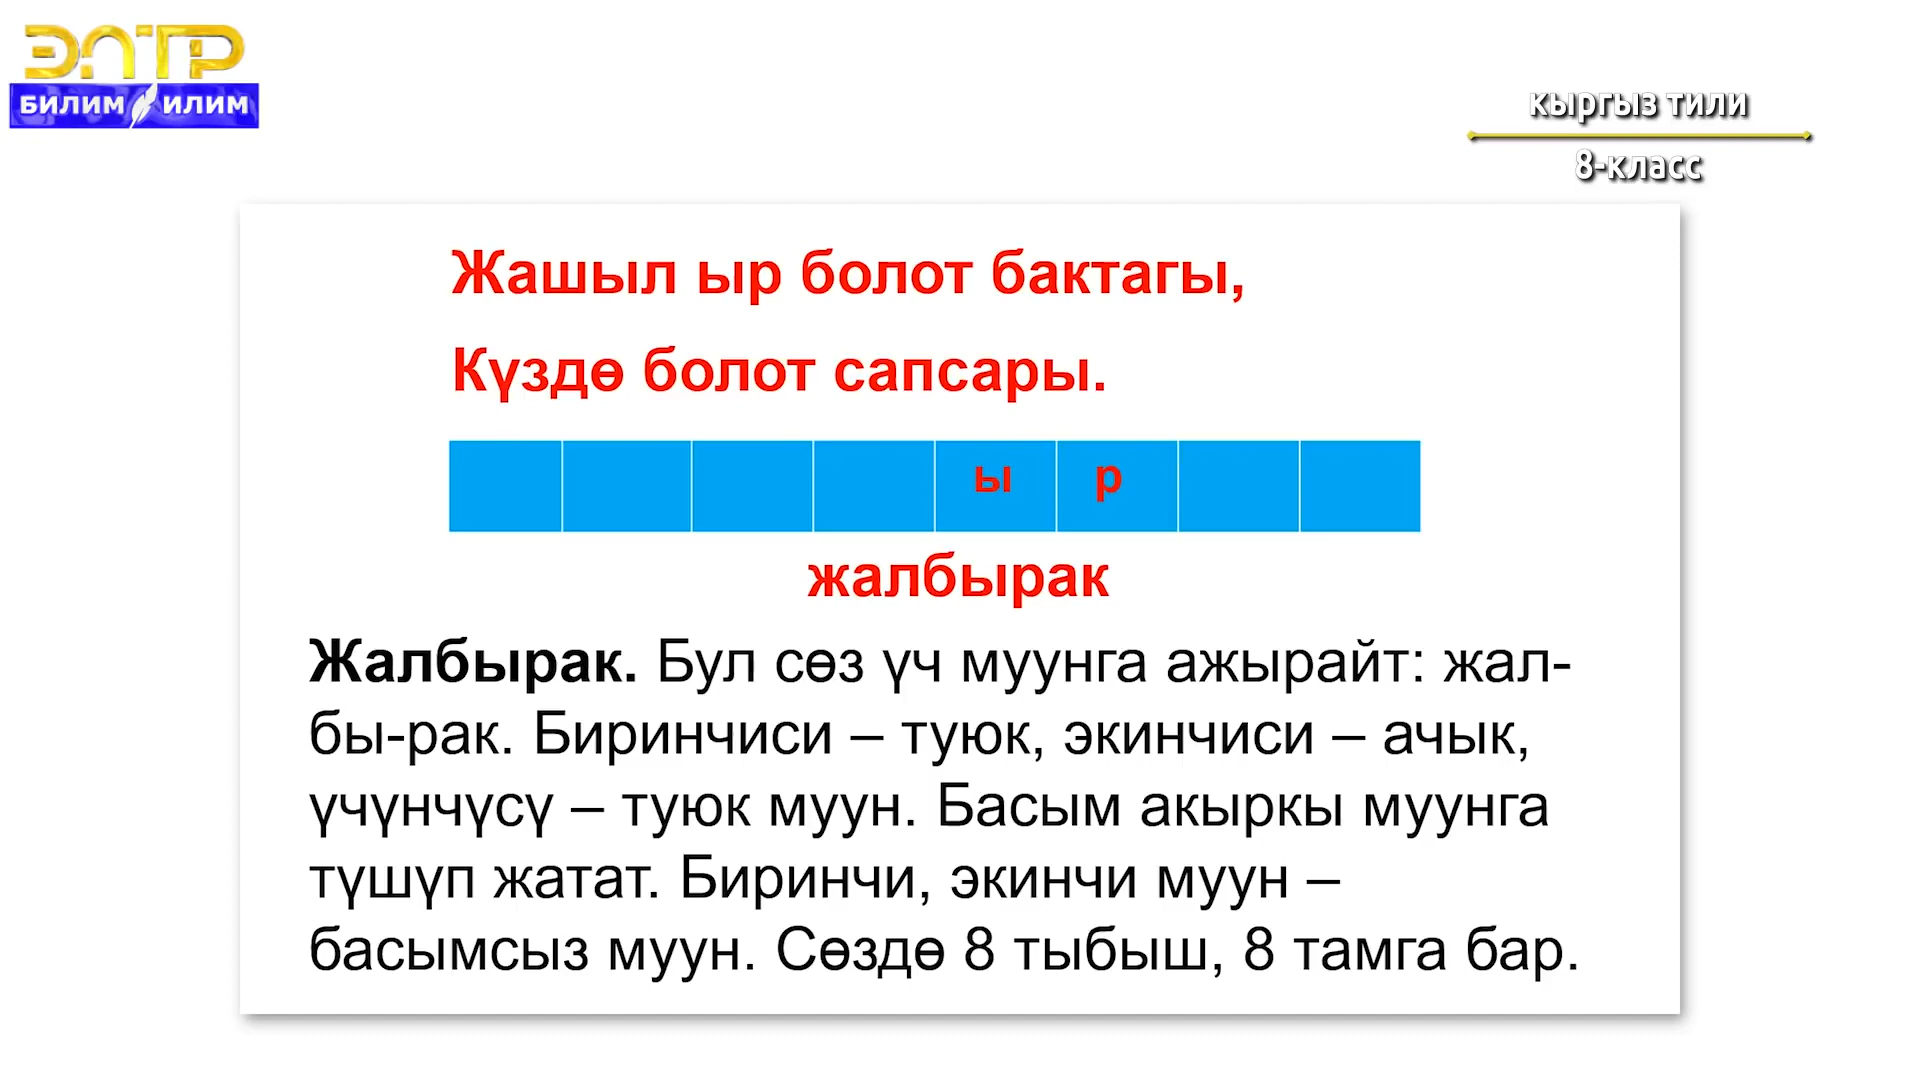 ЭЛТР
БИЛИМ ИЛИМ
кыргыз тили
8-класс
Жашыл ыр болот бактагы,
Күздө болот сапсары.
ы р
жалбырак
Жалбырак. Бул сөз үч муунга ажырайт: жал-
бы-рак. Биринчиси – туюк, экинчиси – ачык,
үчүнчүсү – туюк муун. Басым акыркы муунга
түшүп жатат. Биринчи, экинчи муун –
басымсыз муун. Сөздө 8 тыбыш, 8 тамга бар.